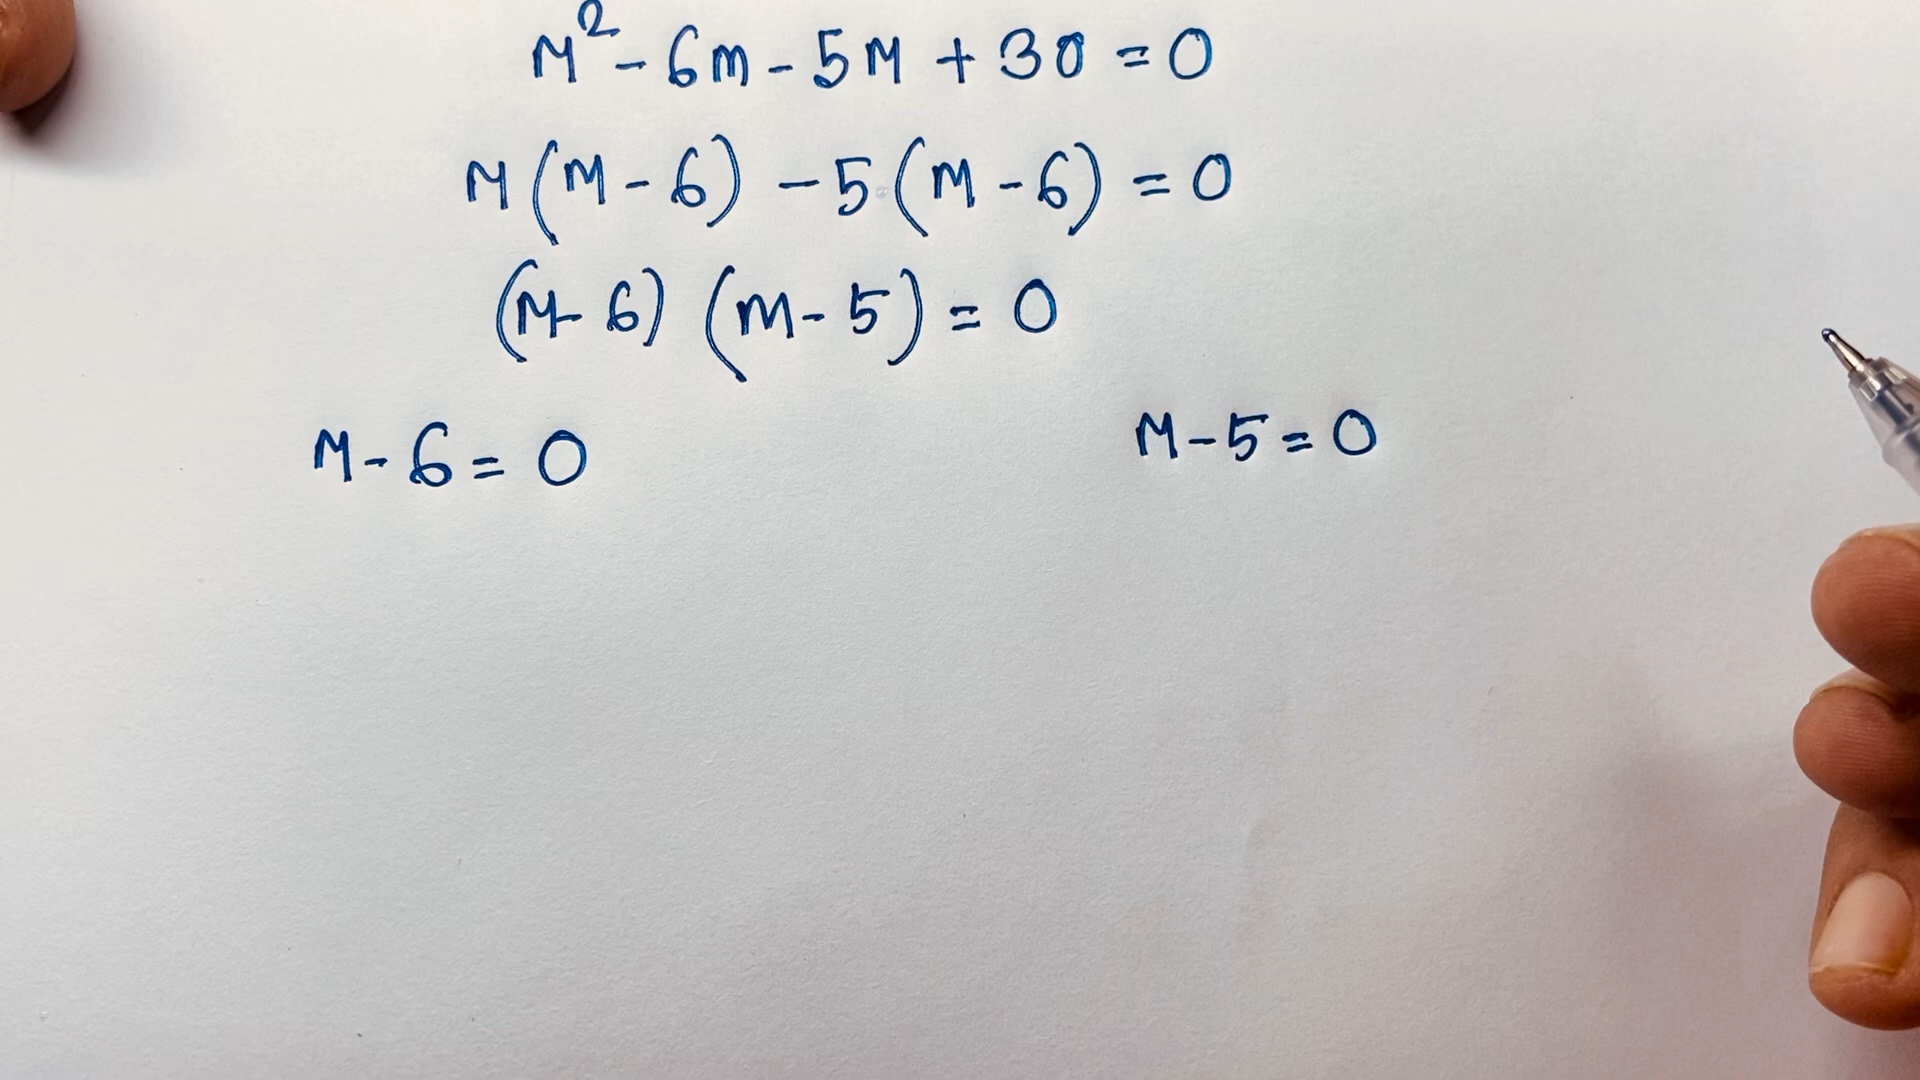 M² - 6m - 5M + 30 = 0
M(M - 6) - 5(M - 6) = 0
(M - 6) (M - 5) = 0
M - 6 = 0 M - 5 = 0